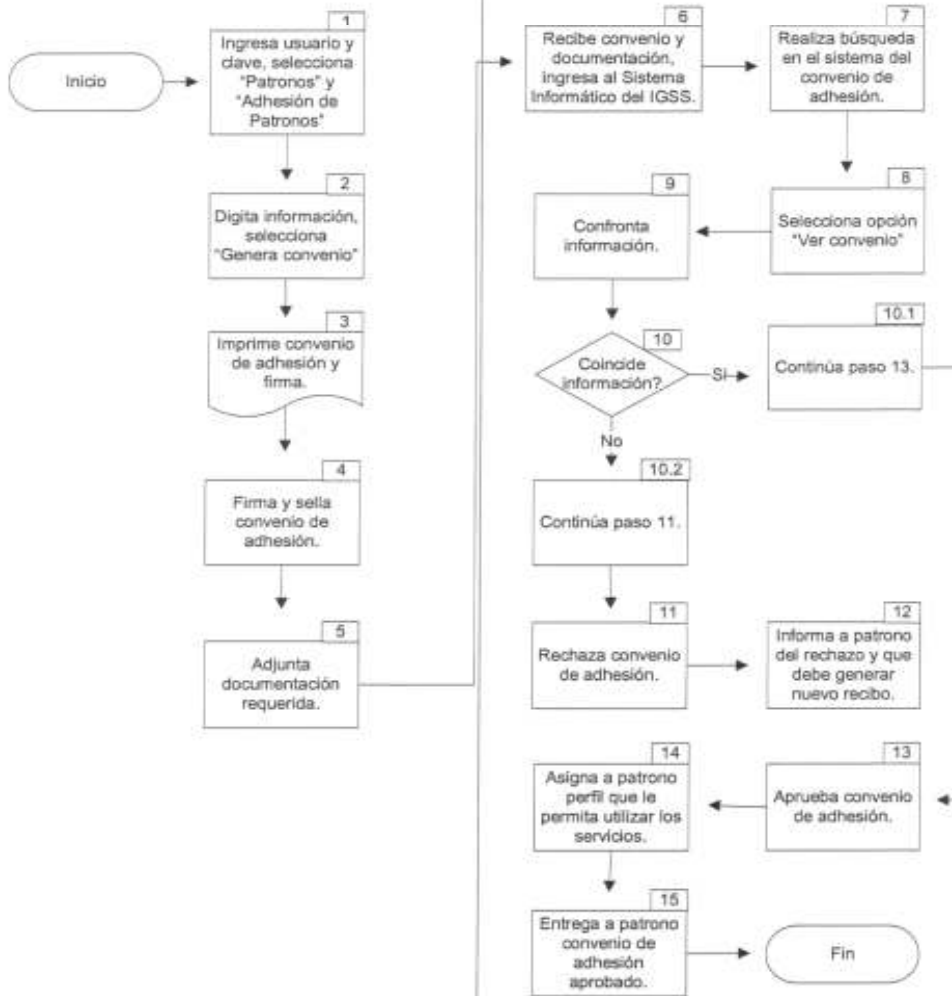 Inicio
1
Ingresa usuario y
clave, selecciona
"Patronos" y
"Adhesión de
Patronos"
2
Digita información,
selecciona
"Genera convenio"
3
Imprime convenio
de adhesión y
firma.
4
Firma y sella
convenio de
adhesión.
5
Adjunta
documentación
requerida.
6
Recibe convenio y
documentación,
ingresa al Sistema
Informático del IGSS.
7
Realiza búsqueda
en el sistema del
convenio de
adhesión.
8
Selecciona opción
"Ver convenio"
9
Confronta
información.
10
Coincide
información?
Si
10.1
Continúa paso 13.
No
10.2
Continúa paso 11.
11
Rechaza convenio
de adhesión.
12
Informa a patrono
del rechazo y que
debe generar
nuevo recibo.
13
Aprueba convenio
de adhesión.
14
Asigna a patrono
perfil que le
permita utilizar los
servicios.
15
Entrega a patrono
convenio de
adhesión
aprobado.
Fin